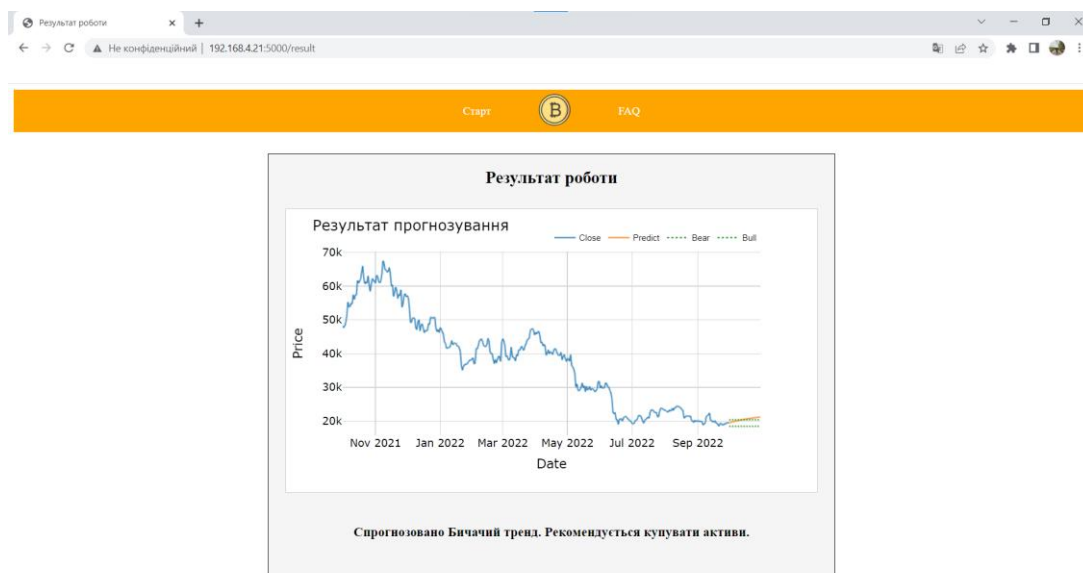 Результат роботи
Не конфіденційний | 192.168.4.21:5000/result
Старт
FAQ
Результат роботи
Результат прогнозування
Close Predict Bear Bull
70k
60k
50k
40k
30k
20k
Price
Nov 2021 Jan 2022 Mar 2022 May 2022 Jul 2022 Sep 2022
Date
Спрогнозовано Бичачий тренд. Рекомендується купувати активи.